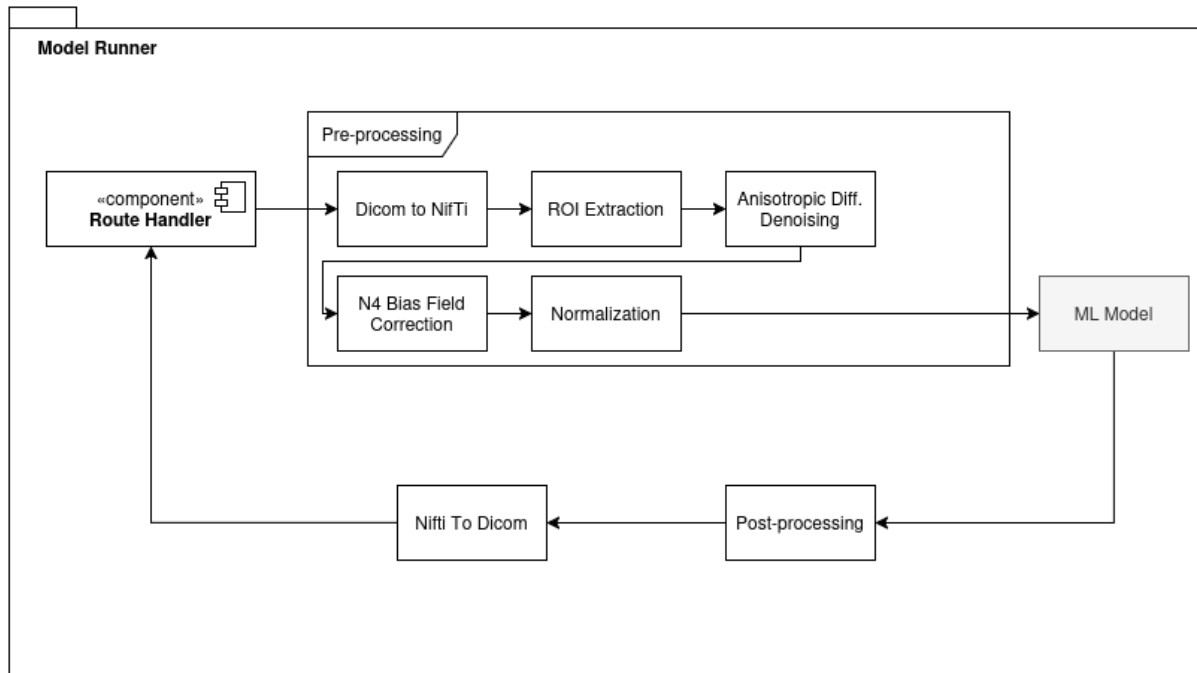 Model Runner
Pre-processing
«component»
Route Handler
Dicom to NifTi
ROI Extraction
Anisotropic Diff.
Denoising
N4 Bias Field
Correction
Normalization
ML Model
Nifti To Dicom
Post-processing